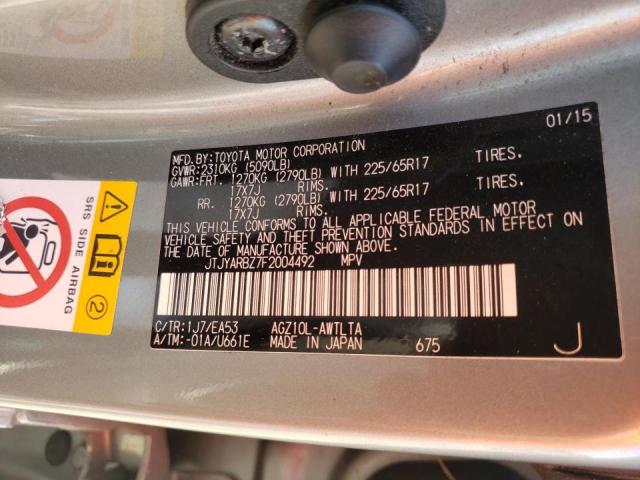 01/15
MFD.BY:TOYOTA MOTOR CORPORATION
GVWR:2310KG (5090LB)
GAWR:FRT. 1270KG (2790LB) WITH 225/65R17 TIRES.
17X7J RIMS.
RR. 1270KG (2790LB) WITH 225/65R17 TIRES.
17X7J RIMS.
THIS VEHICLE CONFORMS TO ALL APPLICABLE FEDERAL MOTOR
VEHICLE SAFETY AND THEFT PREVENTION STANDARDS IN EFFECT ON
THE DATE OF MANUFACTURE SHOWN ABOVE.
JTJYARBZ7F2004492 MPV
C/TR:1J7/EA53 AGZ10L-AWTLTA
A/TM:-01A/U661E MADE IN JAPAN 675 J
SRS SIDE AIRBAG
2